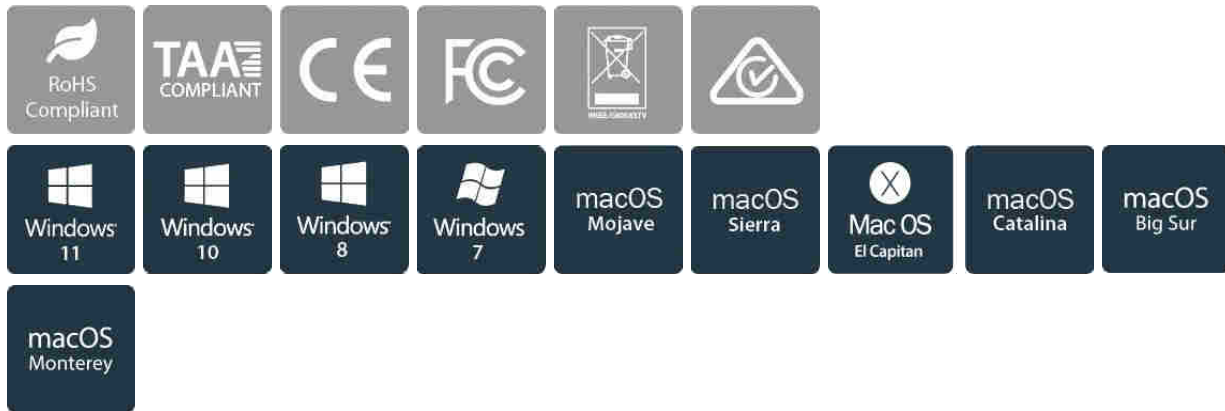 RoHS
Compliant
TAA
COMPLIANT
CE
FC
Windows
11
Windows
10
Windows
8
Windows
7
macOS
Mojave
macOS
Sierra
X
Mac OS
El Capitan
macOS
Catalina
macOS
Big Sur
macOS
Monterey